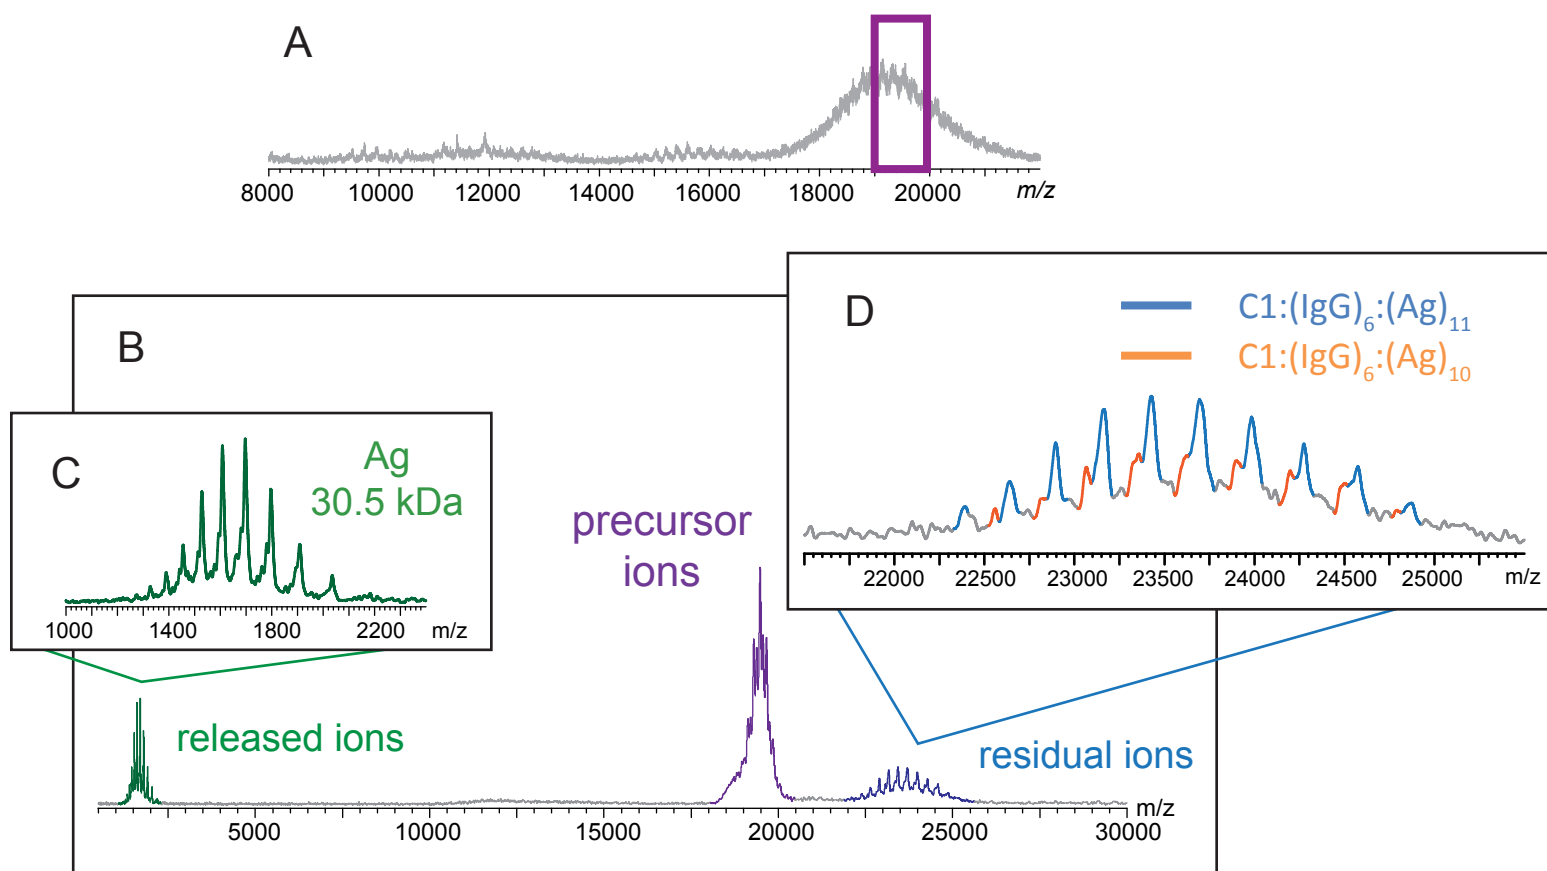 A
8000 10000 12000 14000 16000 18000 20000 m/z
B
C
Ag
30.5 kDa
1000 1400 1800 2200 m/z
D
C1:(IgG)6:(Ag)11
C1:(IgG)6:(Ag)10
22000 22500 23000 23500 24000 24500 25000 m/z
precursor
ions
released ions
residual ions
5000 10000 15000 20000 25000 30000 m/z